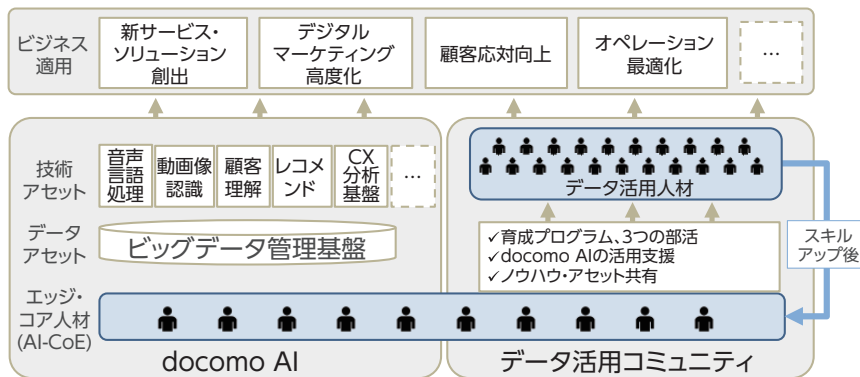 ビジネス
適用
新サービス・
ソリューション
創出
デジタル
マーケティング
高度化
顧客応対向上
オペレーション
最適化
…
技術
アセット
音声
言語
処理
動画像
認識
顧客
理解
レコメ
ンド
CX
分析
基盤
…
データ
アセット
ビッグデータ管理基盤
エッジ・
コア人材
(AI-CoE)
docomo AI
データ活用人材
✓育成プログラム、3つの部活
✓docomo AIの活用支援
✓ノウハウ・アセット共有
スキル
アップ後
データ活用コミュニティ